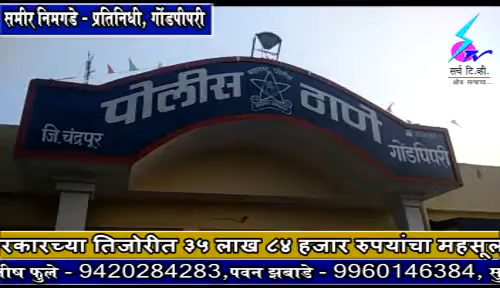 समीर निमगडे - प्रतिनिधी, गोंडपीपरी
सर्च टि.व्ही.
पोलीस ठाणे
जि.चंद्रपूर
गोंडपिपरी
रकारच्या तिजोरीत ३५ लाख ८४ हजार रुपयांचा महसूल
ीष फुले - 9420284283,पवन झबाडे - 9960146384,